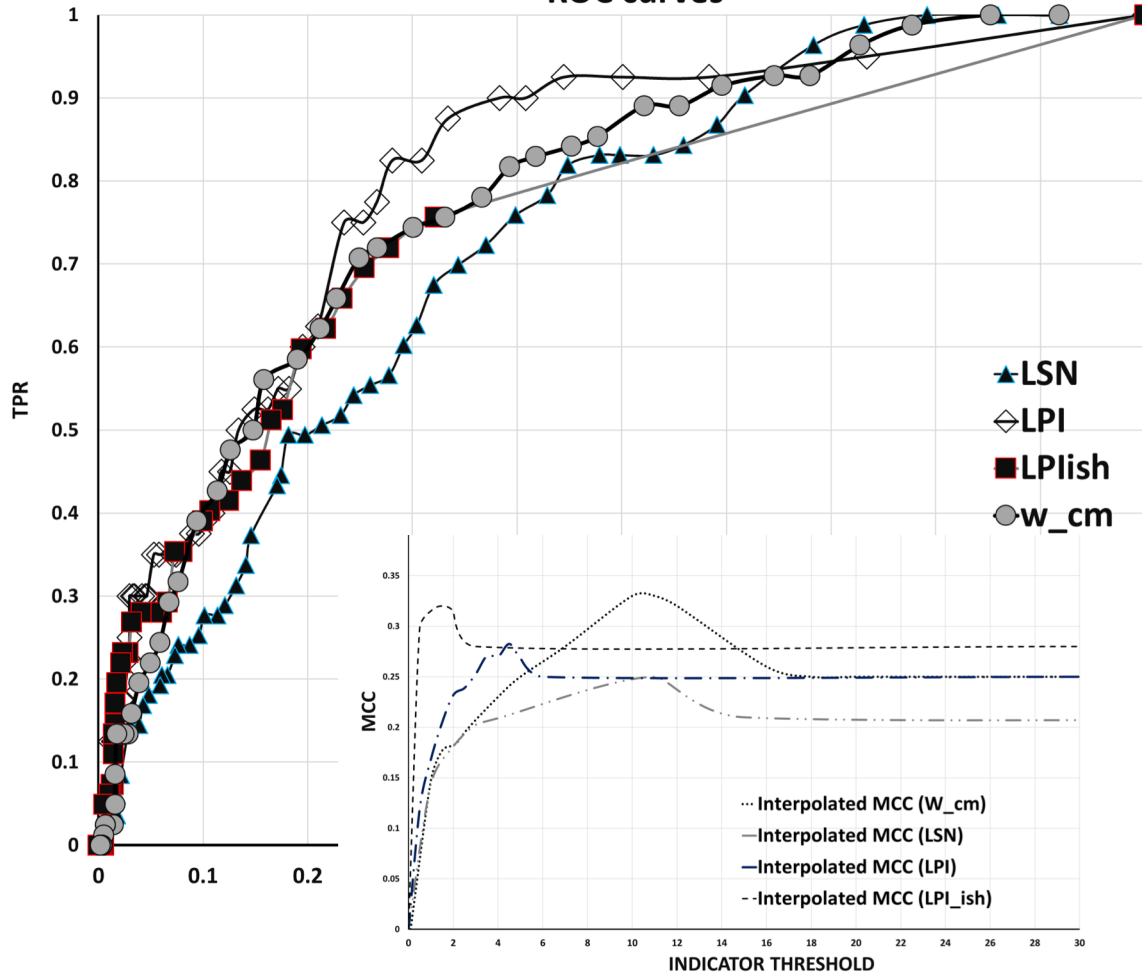 ROC curves
1
0.9
0.8
0.7
0.6
0.5
0.4
0.3
0.2
0.1
0
TPR
0 0.1 0.2
LSN
LPI
LPIish
w_cm
0.35
0.3
0.25
0.2
0.15
0.1
0.05
0
MCC
Interpolated MCC (W_cm)
Interpolated MCC (LSN)
Interpolated MCC (LPI)
Interpolated MCC (LPI_ish)
0 2 4 6 8 10 12 14 16 18 20 22 24 26 28 30
INDICATOR THRESHOLD